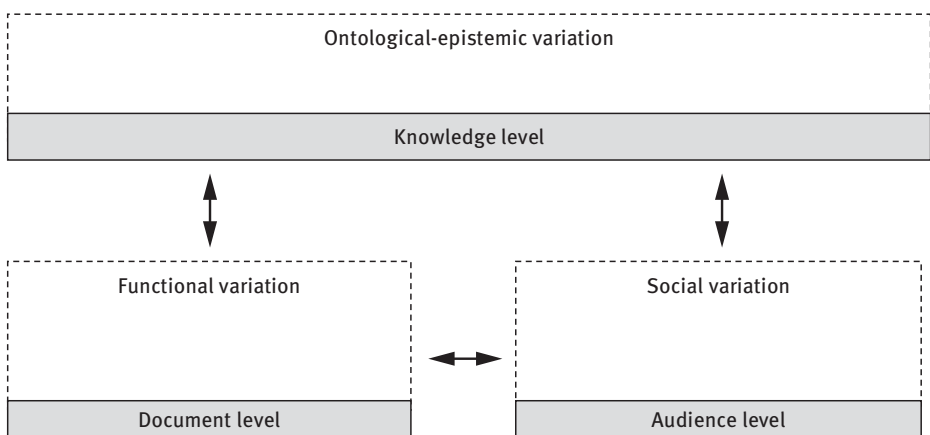 Ontological-epistemic variation
Knowledge level
Functional variation
Social variation
Document level
Audience level